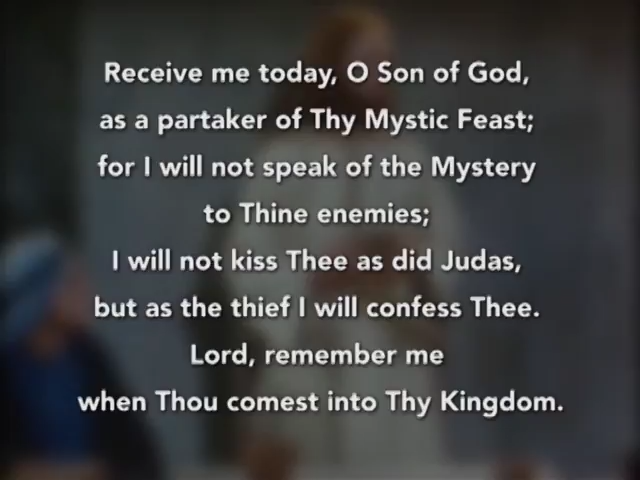 Receive me today, O Son of God,
as a partaker of Thy Mystic Feast;
for I will not speak of the Mystery
to Thine enemies;
I will not kiss Thee as did Judas,
but as the thief I will confess Thee.
Lord, remember me
when Thou comest into Thy Kingdom.